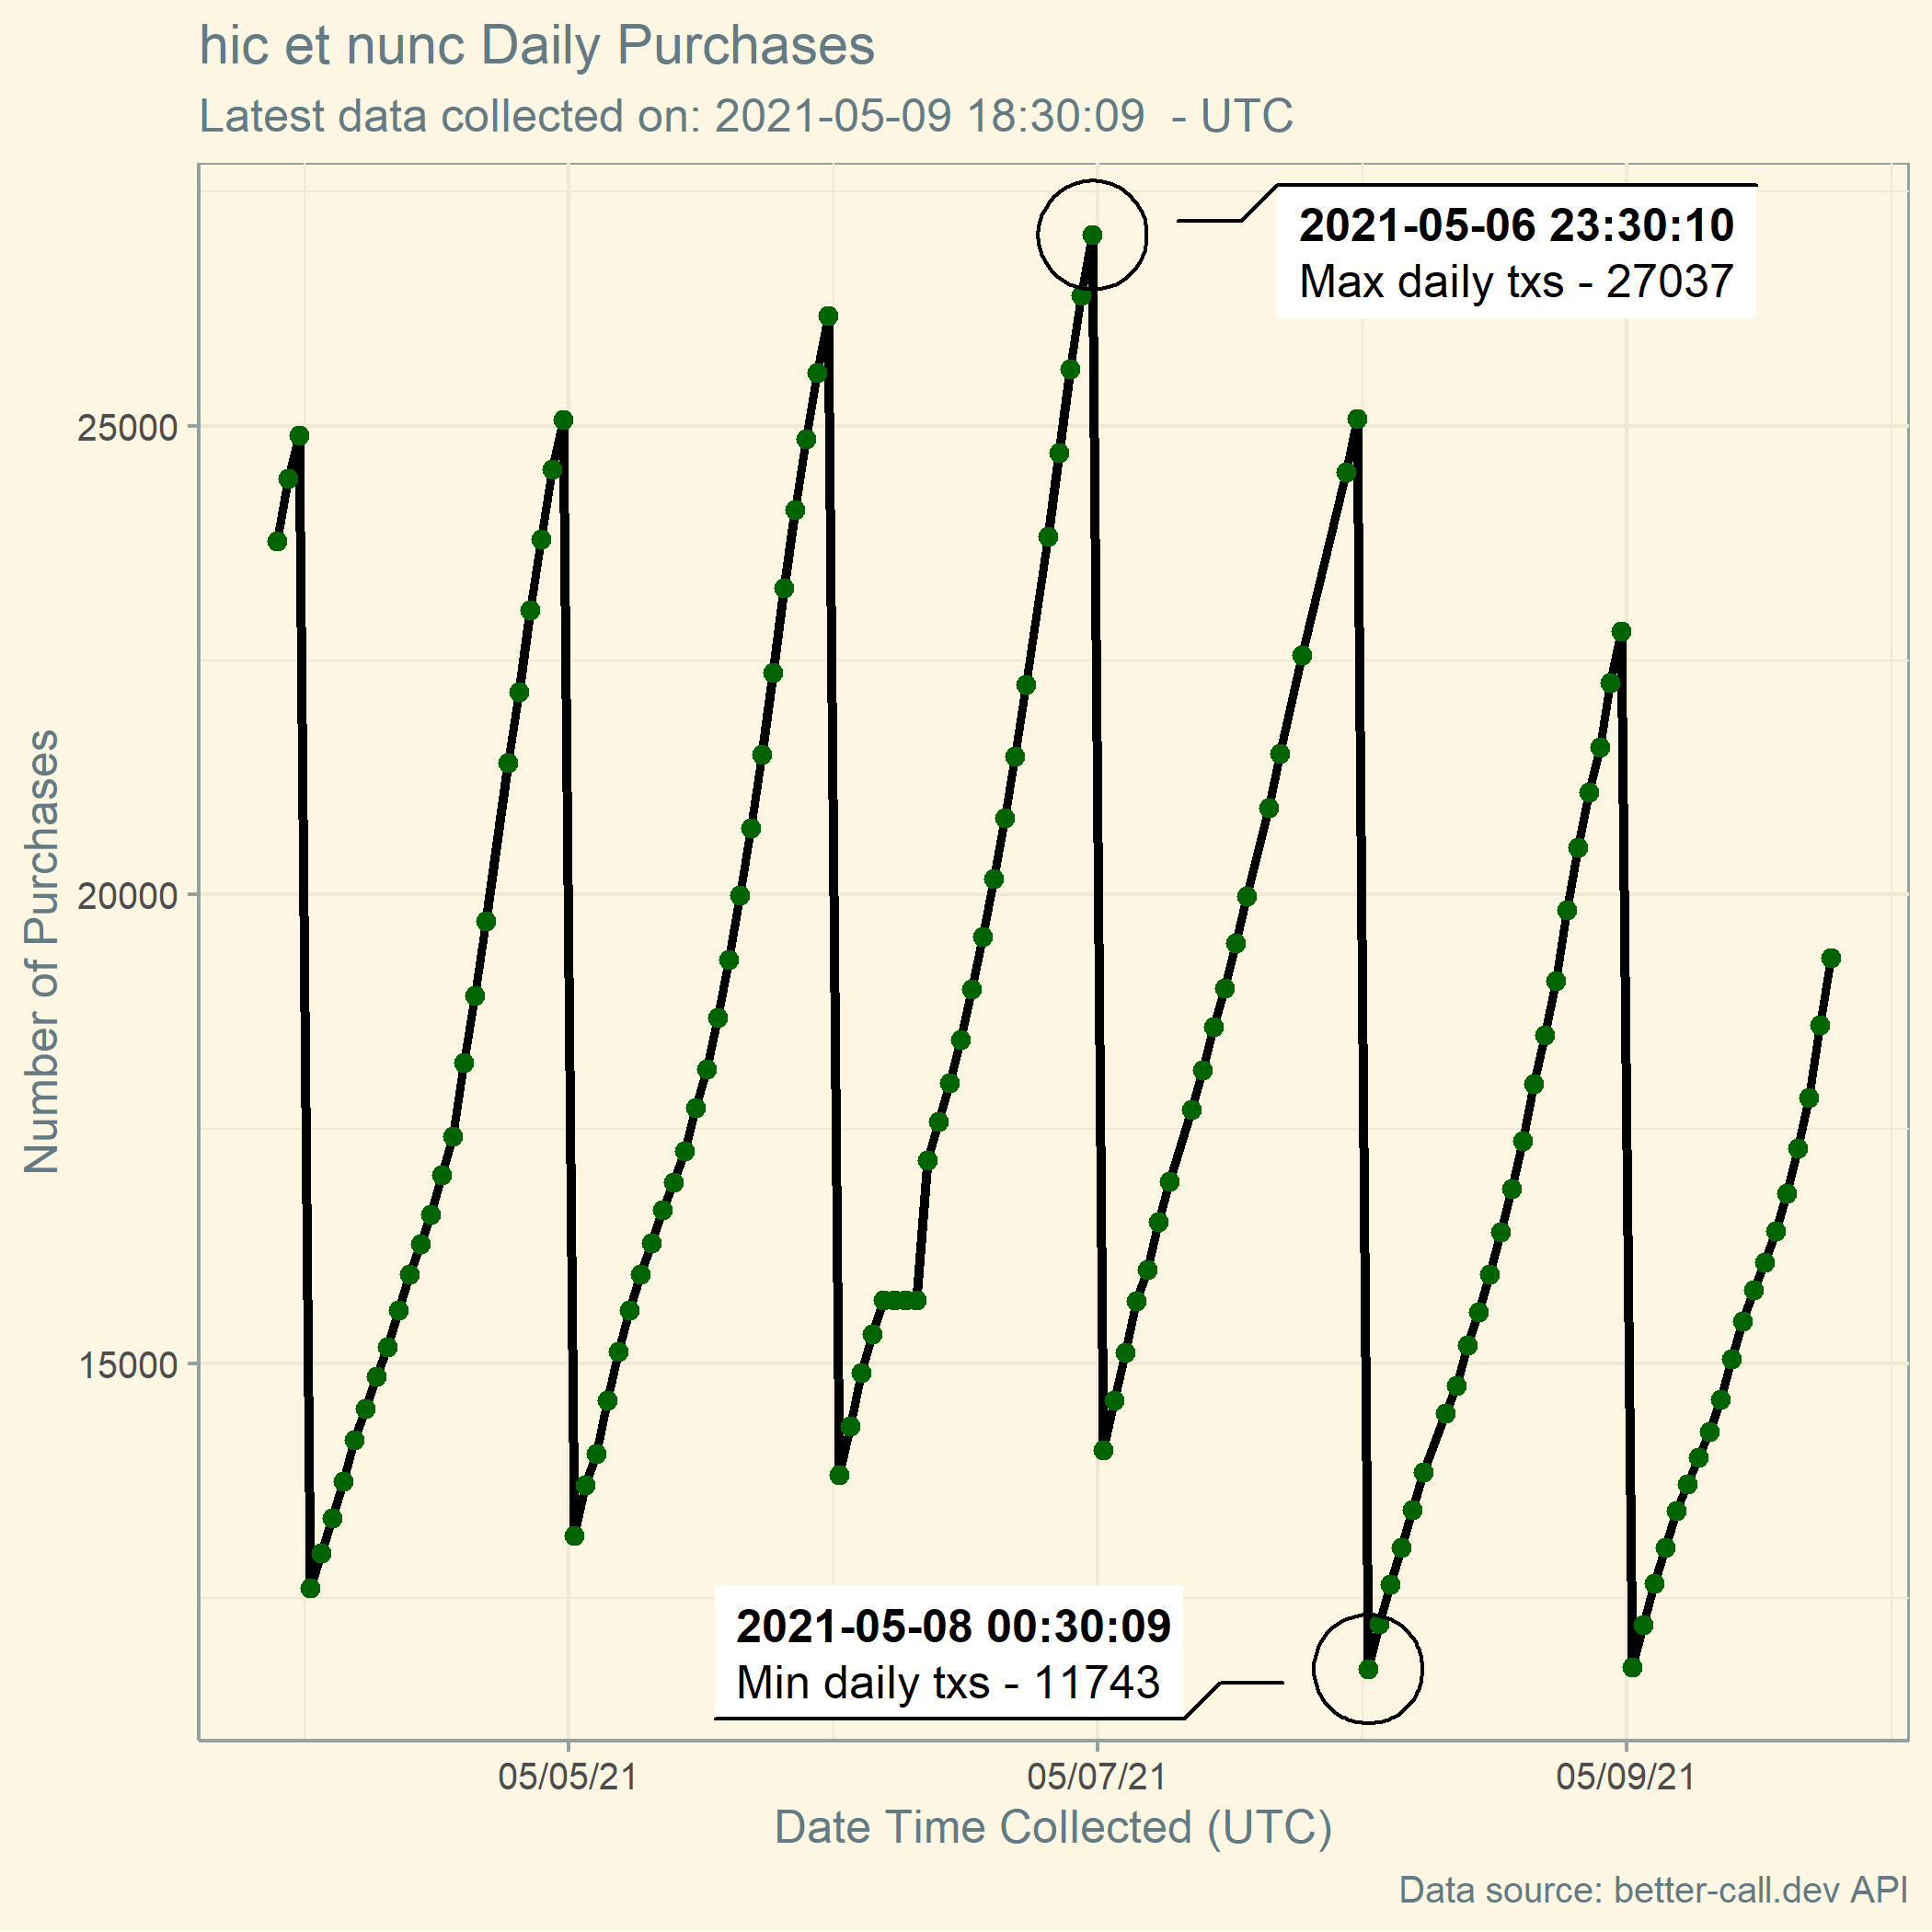 hic et nunc Daily Purchases
Latest data collected on: 2021-05-09 18:30:09  - UTC
2021-05-06 23:30:10
Max daily txs - 27037
25000
20000
15000
Number of Purchases
2021-05-08 00:30:09
Min daily txs - 11743
05/05/21
05/07/21
05/09/21
Date Time Collected (UTC)
Data source: better-call.dev API